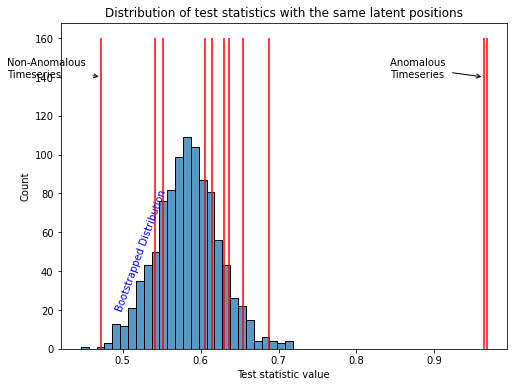 Distribution of test statistics with the same latent positions
160
Non-Anomalous
Timeseries
Anomalous
Timeseries
140
120
100
80
60
40
20
0
Count
Bootstrapped Distribution
0.5 0.6 0.7 0.8 0.9
Test statistic value